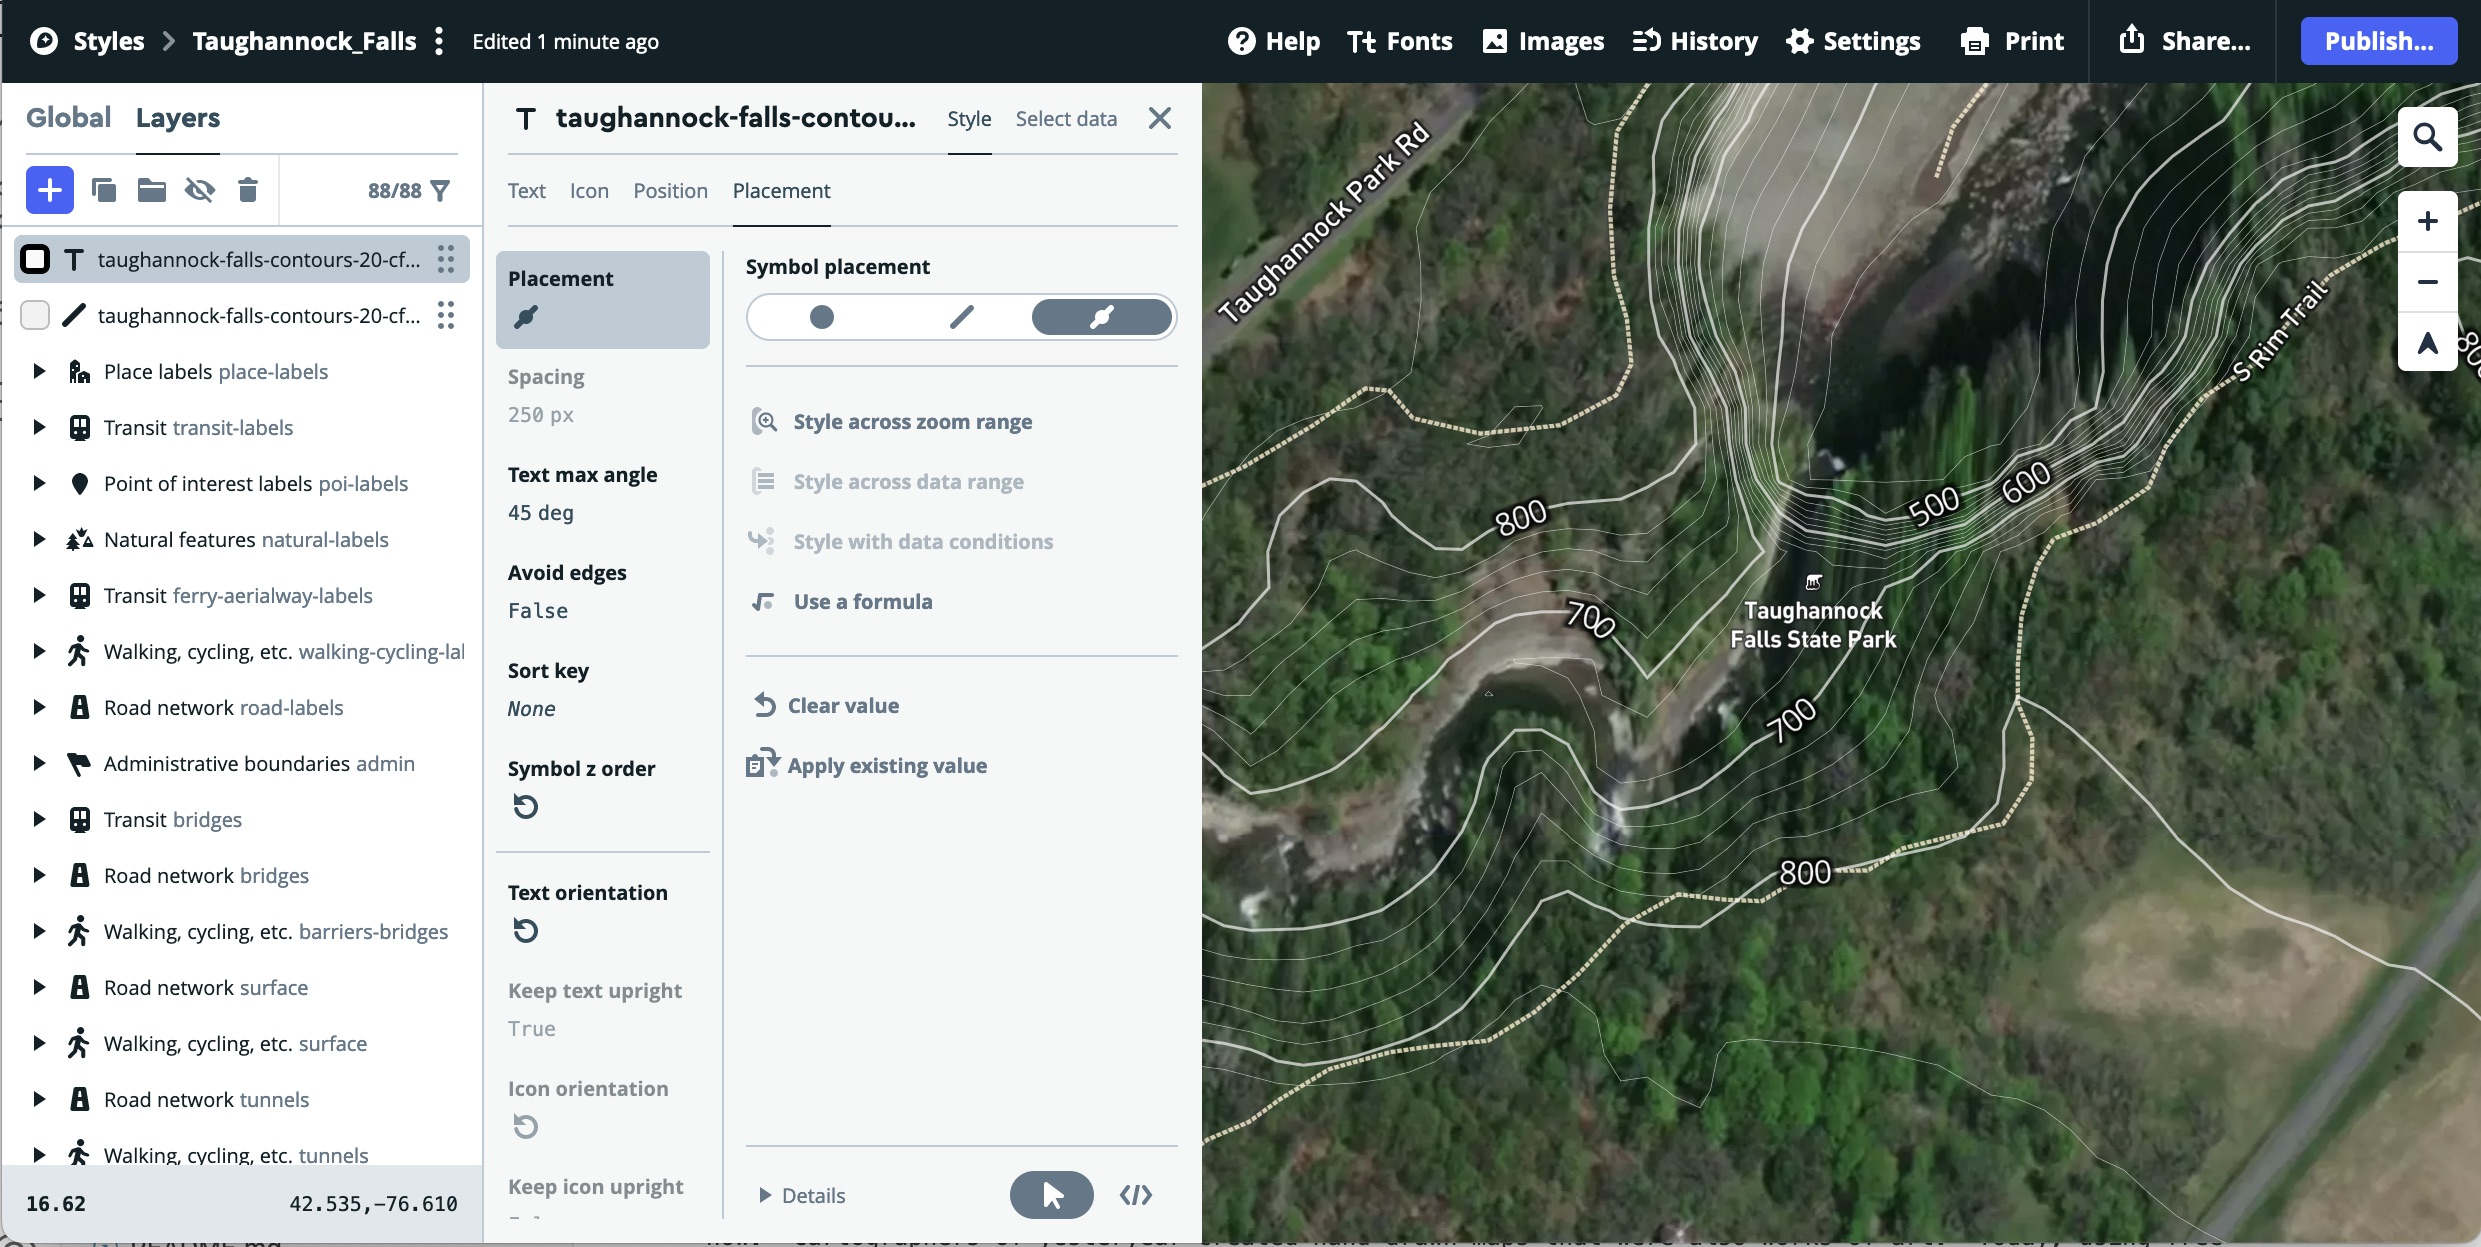 Styles
Taughannock_Falls
Edited 1 minute ago
Help
Fonts
Images
History
Settings
Print
Share...
Publish...
Global
Layers
88/88
taughannock-falls-contours-20-cf...
taughannock-falls-contours-20-cf...
Place labels place-labels
Transit transit-labels
Point of interest labels poi-labels
Natural features natural-labels
Transit ferry-aerialway-labels
Walking, cycling, etc. walking-cycling-lal
Road network road-labels
Administrative boundaries admin
Transit bridges
Road network bridges
Walking, cycling, etc. barriers-bridges
Road network surface
Walking, cycling, etc. surface
Road network tunnels
Walking, cycling, etc. tunnels
16.62
42.535,-76.610
README.md
taughannock-falls-contou...
Style
Select data
Text
Icon
Position
Placement
Placement
Spacing
250 px
Text max angle
45 deg
Avoid edges
False
Sort key
None
Symbol z order
Text orientation
Keep text upright
True
Icon orientation
Keep icon upright
Symbol placement
Style across zoom range
Style across data range
Style with data conditions
Use a formula
Clear value
Apply existing value
Details
</>
Taughannock Park Rd
S Rim Trail
800
500
600
700
Taughannock
Falls State Park
700
800